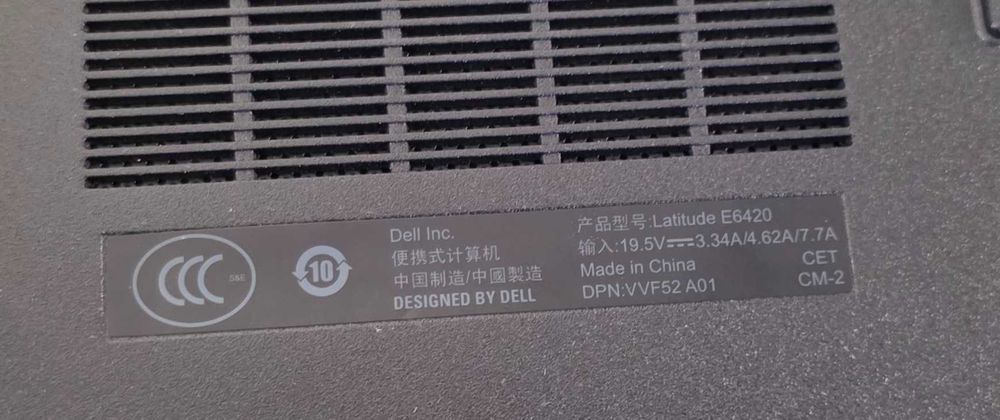 CCC
S&E
10
Dell Inc.
便携式计算机
中国制造/中國製造
DESIGNED BY DELL
产品型号:Latitude E6420
输入:19.5V⎓3.34A/4.62A/7.7A
Made in China
CET
DPN:VVF52 A01
CM-2